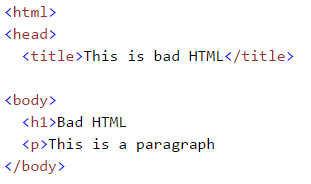 <html>
<head>
  <title>This is bad HTML</title>

<body>
  <h1>Bad HTML
  <p>This is a paragraph
</body>